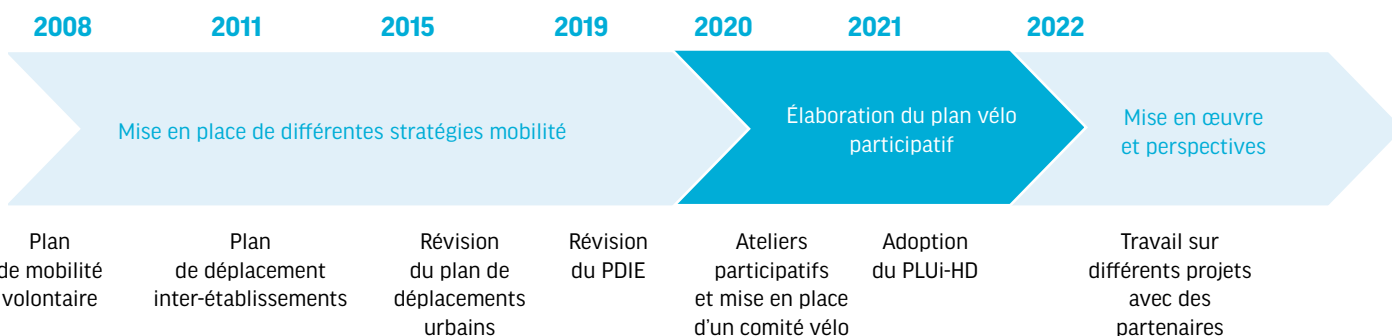 2008
2011
2015
2019
2020
2021
2022
Mise en place de différentes stratégies mobilité
Élaboration du plan vélo
participatif
Mise en œuvre
et perspectives
Plan
de mobilité
volontaire
Plan
de déplacement
inter-établissements
Révision
du plan de
déplacements
urbains
Révision
du PDIE
Ateliers
participatifs
et mise en place
d'un comité vélo
Adoption
du PLUi-HD
Travail sur
différents projets
avec des
partenaires